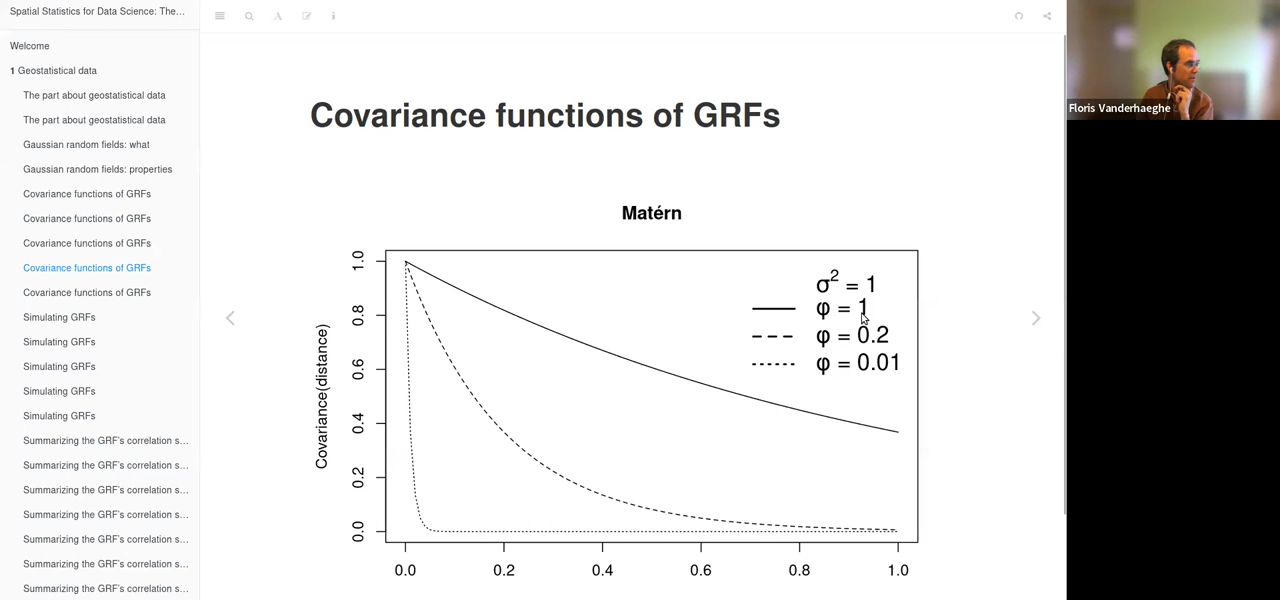 Spatial Statistics for Data Science: The…
Welcome
1 Geostatistical data
The part about geostatistical data
The part about geostatistical data
Gaussian random fields: what
Gaussian random fields: properties
Covariance functions of GRFs
Covariance functions of GRFs
Covariance functions of GRFs
Covariance functions of GRFs
Covariance functions of GRFs
Simulating GRFs
Simulating GRFs
Simulating GRFs
Simulating GRFs
Simulating GRFs
Summarizing the GRF's correlation s…
Summarizing the GRF's correlation s…
Summarizing the GRF's correlation s…
Summarizing the GRF's correlation s…
Summarizing the GRF's correlation s…
Summarizing the GRF's correlation s…
Summarizing the GRF's correlation s…
A
i
Covariance functions of GRFs
Matérn
σ² = 1
φ = 1
φ = 0.2
φ = 0.01
Covariance(distance)
1.0
0.8
0.6
0.4
0.2
0.0
0.0 0.2 0.4 0.6 0.8 1.0
Floris Vanderhaeghe